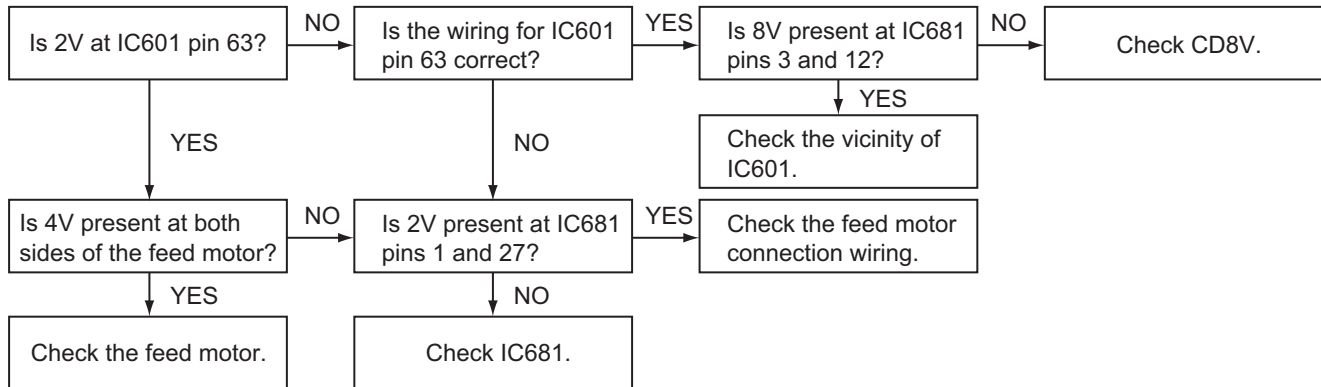 Is 2V at IC601 pin 63?
NO
Is the wiring for IC601
pin 63 correct?
YES
Is 8V present at IC681
pins 3 and 12?
NO
Check CD8V.
YES
YES
NO
Check the vicinity of
IC601.
Is 4V present at both
sides of the feed motor?
NO
Is 2V present at IC681
pins 1 and 27?
YES
Check the feed motor
connection wiring.
YES
NO
Check the feed motor.
Check IC681.